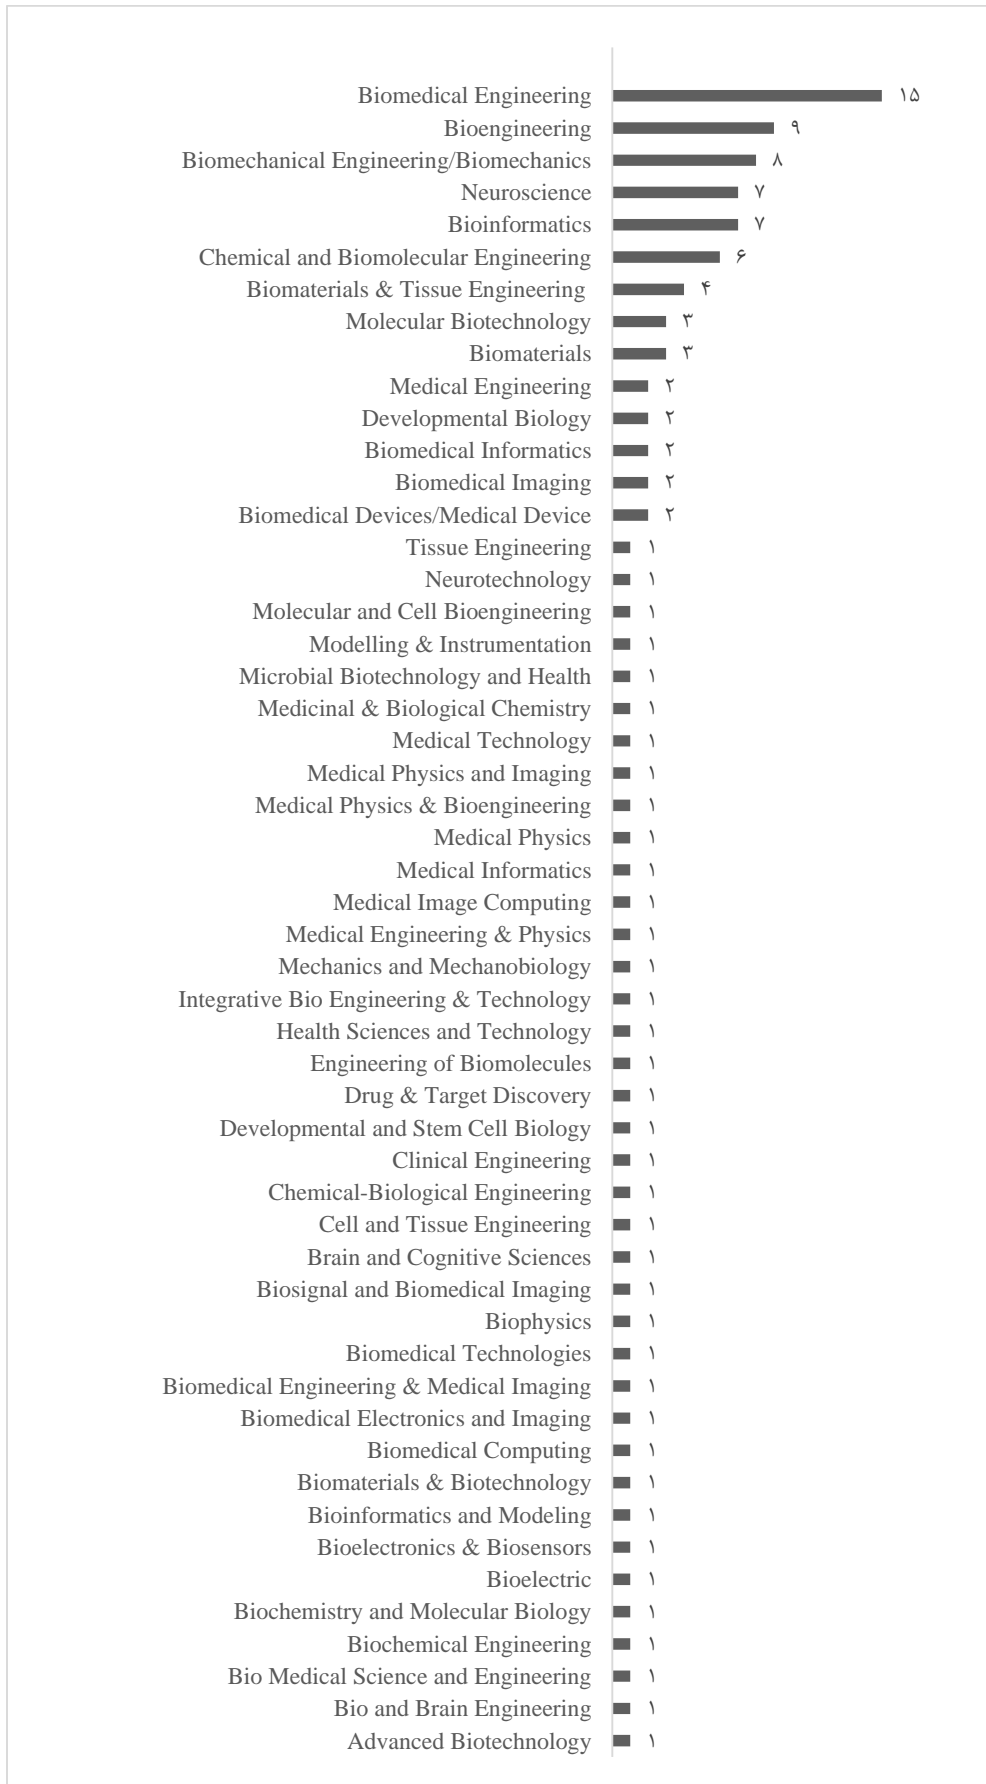 Biomedical Engineering ۱۵
Bioengineering ۹
Biomechanical Engineering/Biomechanics ۸
Neuroscience ۷
Bioinformatics ۷
Chemical and Biomolecular Engineering ۶
Biomaterials & Tissue Engineering ۴
Molecular Biotechnology ۳
Biomaterials ۳
Medical Engineering ۲
Developmental Biology ۲
Biomedical Informatics ۲
Biomedical Imaging ۲
Biomedical Devices/Medical Device ۲
Tissue Engineering ۱
Neurotechnology ۱
Molecular and Cell Bioengineering ۱
Modelling & Instrumentation ۱
Microbial Biotechnology and Health ۱
Medicinal & Biological Chemistry ۱
Medical Technology ۱
Medical Physics and Imaging ۱
Medical Physics & Bioengineering ۱
Medical Physics ۱
Medical Informatics ۱
Medical Image Computing ۱
Medical Engineering & Physics ۱
Mechanics and Mechanobiology ۱
Integrative Bio Engineering & Technology ۱
Health Sciences and Technology ۱
Engineering of Biomolecules ۱
Drug & Target Discovery ۱
Developmental and Stem Cell Biology ۱
Clinical Engineering ۱
Chemical-Biological Engineering ۱
Cell and Tissue Engineering ۱
Brain and Cognitive Sciences ۱
Biosignal and Biomedical Imaging ۱
Biophysics ۱
Biomedical Technologies ۱
Biomedical Engineering & Medical Imaging ۱
Biomedical Electronics and Imaging ۱
Biomedical Computing ۱
Biomaterials & Biotechnology ۱
Bioinformatics and Modeling ۱
Bioelectronics & Biosensors ۱
Bioelectric ۱
Biochemistry and Molecular Biology ۱
Biochemical Engineering ۱
Bio Medical Science and Engineering ۱
Bio and Brain Engineering ۱
Advanced Biotechnology ۱